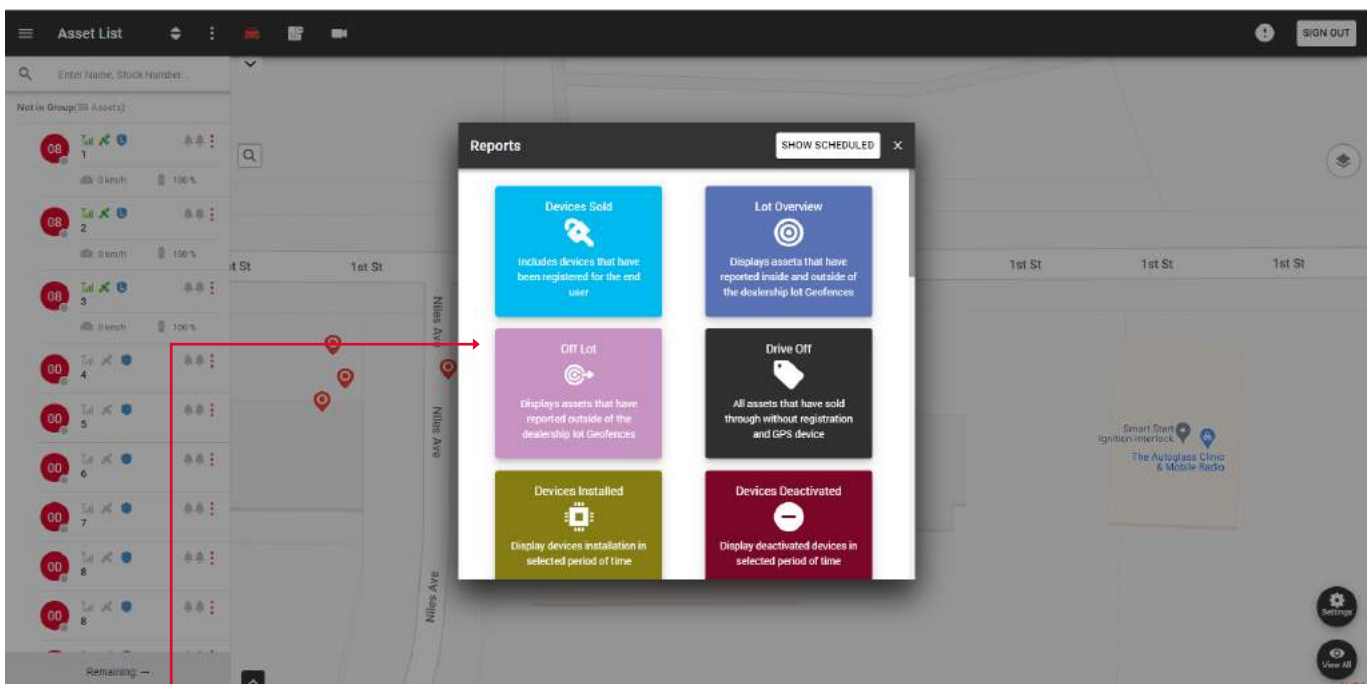 Asset List
SIGN OUT
Enter Name, Stock Number...
Not in Group(98 Assets)
08
1
0 km/h 100 %
08
2
0 km/h 100 %
08
3
0 km/h 100 %
00
4
00
5
00
6
00
7
00
8
00
8
Remaining: --
Reports
SHOW SCHEDULED
Devices Sold
Includes devices that have
been registered for the end
user
Lot Overview
Displays assets that have
reported inside and outside of
the dealership lot Geofences
Off Lot
Displays assets that have
reported outside of the
dealership lot Geofences
Drive Off
All assets that have sold
through without registration
and GPS device
Devices Installed
Display devices installation in
selected period of time
Devices Deactivated
Display deactivated devices in
selected period of time
t St
1st St
1st St
1st St
1st St
Niles Ave
Niles Ave
Niles Ave
Smart Start
Ignition Interlock
The Autoglass Clinic
& Mobile Radio
Settings
View All